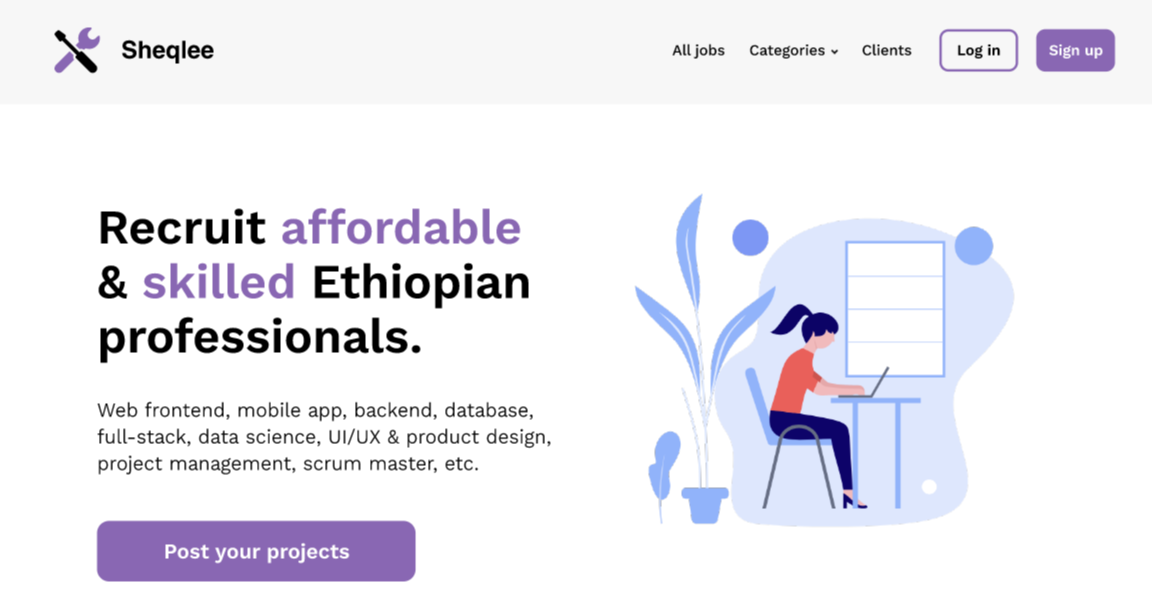 Sheqlee
All jobs
Categories
Clients
Log in
Sign up
Recruit affordable
& skilled Ethiopian
professionals.
Web frontend, mobile app, backend, database,
full-stack, data science, UI/UX & product design,
project management, scrum master, etc.
Post your projects